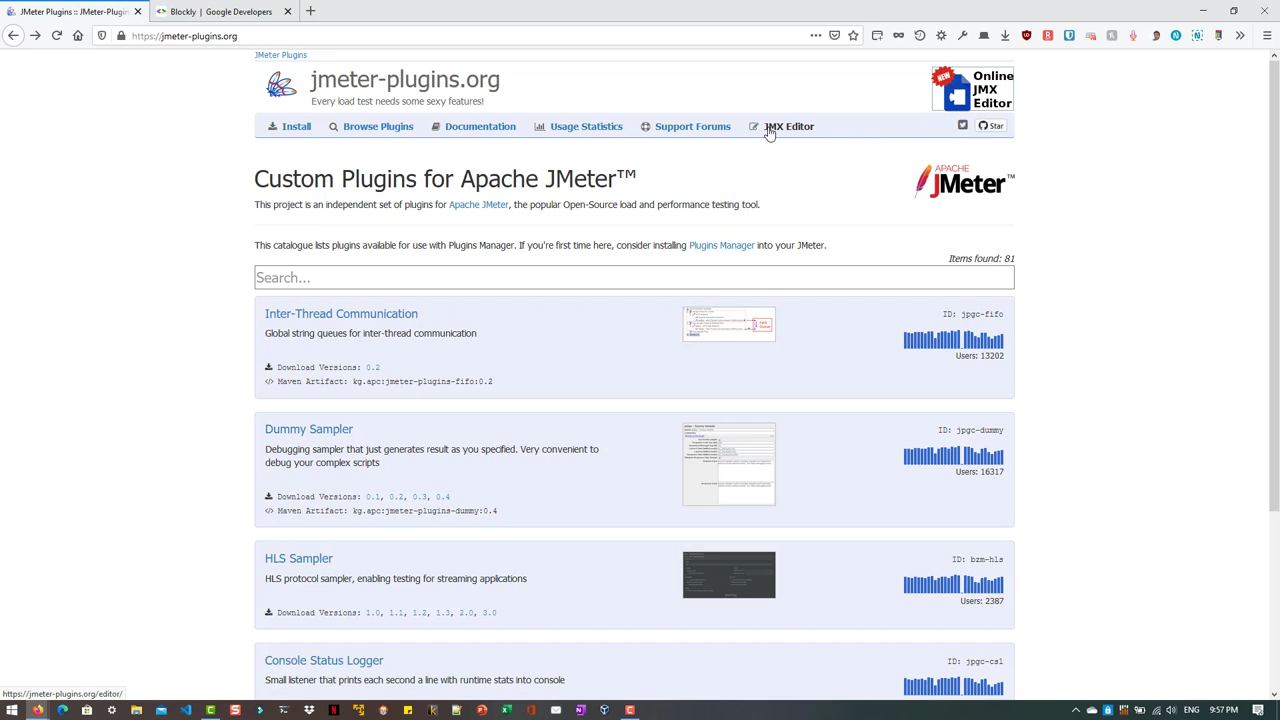 JMeter Plugins :: JMeter-Plugin
Blockly | Google Developers
https://jmeter-plugins.org
JMeter Plugins
jmeter-plugins.org
Every load test needs some sexy features!
NEW
Online
JMX
Editor
Install
Browse Plugins
Documentation
Usage Statistics
Support Forums
JMX Editor
Star
Custom Plugins for Apache JMeter™
APACHE
JMeter™
This project is an independent set of plugins for Apache JMeter, the popular Open-Source load and performance testing tool.
This catalogue lists plugins available for use with Plugins Manager. If you're first time here, consider installing Plugins Manager into your JMeter.
Items found: 81
Search...
Inter-Thread Communication
ID: jpgc-fifo
Global string queues for inter-thread communication
Users: 13202
Download Versions: 0.2
Maven Artifact: kg.apc:jmeter-plugins-fifo:0.2
Dummy Sampler
ID: jpgc-dummy
Debugging sampler that just generates sample as you specified. Very convenient to
debug your complex scripts
Users: 16317
Download Versions: 0.1, 0.2, 0.3, 0.4
Maven Artifact: kg.apc:jmeter-plugins-dummy:0.4
HLS Sampler
ID: bzm-hls
HLS protocol sampler, enabling testing for streaming applications
Users: 2387
Download Versions: 1.0, 1.1, 1.2, 1.3, 2.0, 3.0
Console Status Logger
ID: jpgc-csl
Small listener that prints each second a line with runtime stats into console
https://jmeter-plugins.org/editor/
ENG
9:57 PM